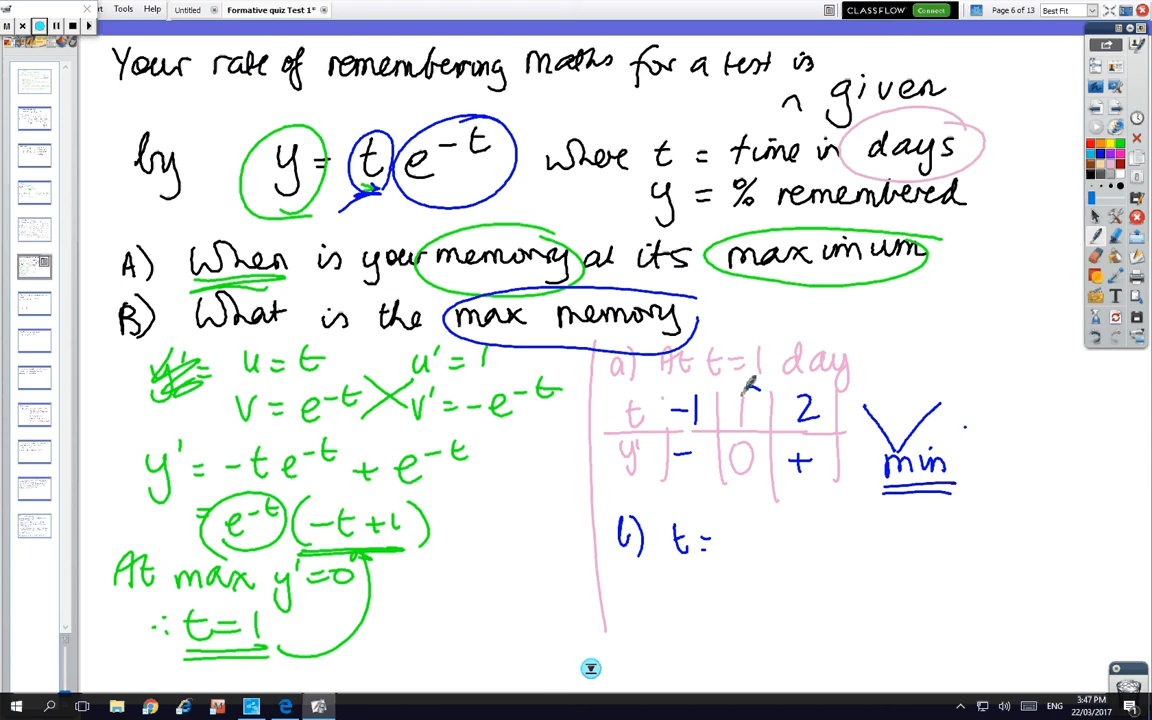 Tools Help Untitled Formative quiz Test 1* CLASSFLOW Connect Page 6 of 13 Best Fit
Your rate of remembering maths for a test is
^ given
by y = t e^-t where t = time in days
y = % remembered
A) When is your memory at its maximum
B) What is the max memory
u = t u' = 1
v = e^-t v' = -e^-t
y' = -te^-t + e^-t
= e^-t (-t+1)
At max y'=0
∴ t=1
a) At t=1 day
t -1 1 2
y' - 0 +
min
b) t=
ENG 3:47 PM
22/03/2017